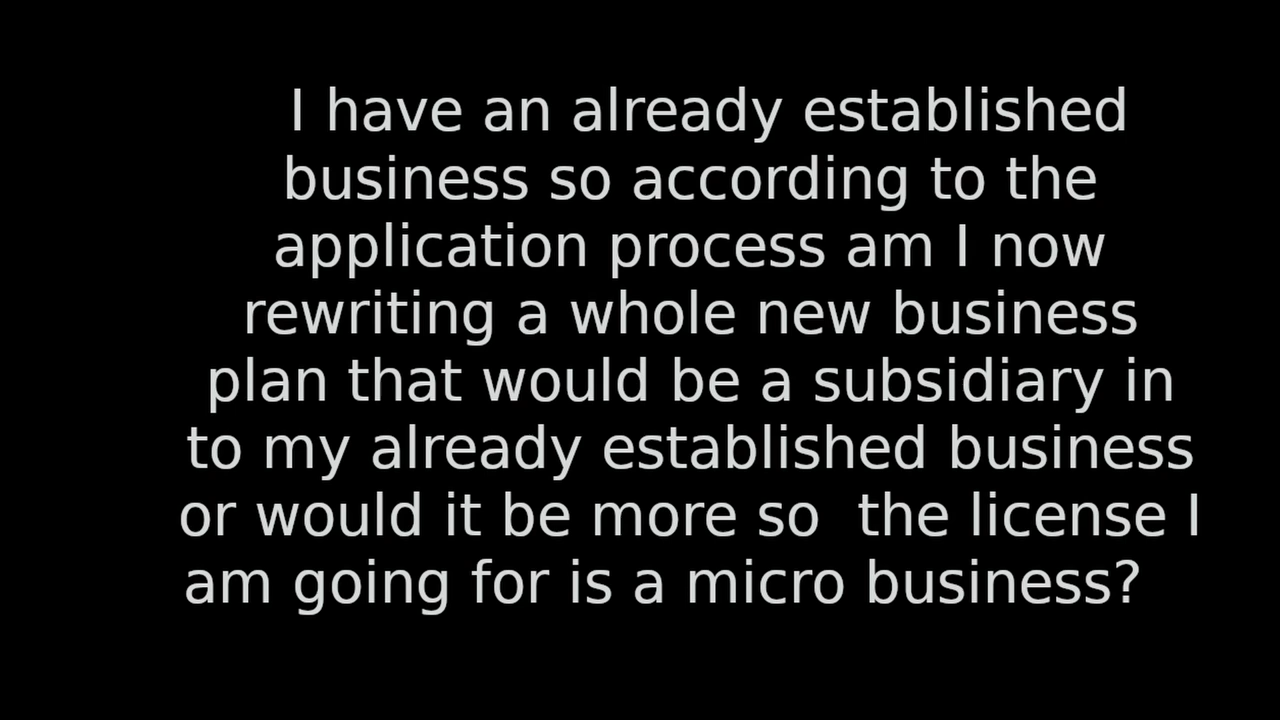 I have an already established
business so according to the
application process am I now
rewriting a whole new business
plan that would be a subsidiary in
to my already established business
or would it be more so  the license I
am going for is a micro business?